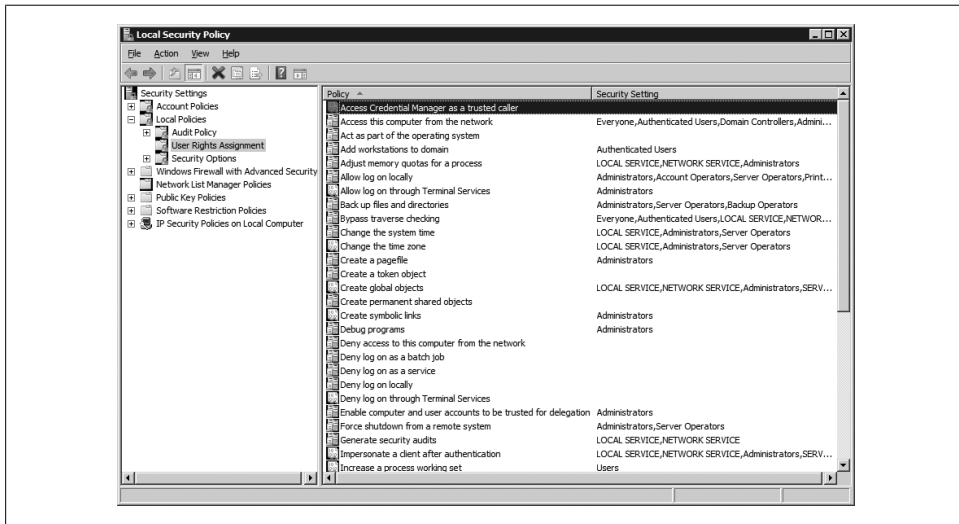 Local Security Policy
File Action View Help
Security Settings
Account Policies
Local Policies
Audit Policy
User Rights Assignment
Security Options
Windows Firewall with Advanced Security
Network List Manager Policies
Public Key Policies
Software Restriction Policies
IP Security Policies on Local Computer
Policy Security Setting
Access Credential Manager as a trusted caller
Access this computer from the network Everyone,Authenticated Users,Domain Controllers,Admini...
Act as part of the operating system
Add workstations to domain Authenticated Users
Adjust memory quotas for a process LOCAL SERVICE,NETWORK SERVICE,Administrators
Allow log on locally Administrators,Account Operators,Server Operators,Print...
Allow log on through Terminal Services Administrators
Back up files and directories Administrators,Server Operators,Backup Operators
Bypass traverse checking Everyone,Authenticated Users,LOCAL SERVICE,NETWOR...
Change the system time LOCAL SERVICE,Administrators,Server Operators
Change the time zone LOCAL SERVICE,Administrators,Server Operators
Create a pagefile Administrators
Create a token object
Create global objects LOCAL SERVICE,NETWORK SERVICE,Administrators,SERV...
Create permanent shared objects
Create symbolic links Administrators
Debug programs Administrators
Deny access to this computer from the network
Deny log on as a batch job
Deny log on as a service
Deny log on locally
Deny log on through Terminal Services
Enable computer and user accounts to be trusted for delegation Administrators
Force shutdown from a remote system Administrators,Server Operators
Generate security audits LOCAL SERVICE,NETWORK SERVICE
Impersonate a client after authentication LOCAL SERVICE,NETWORK SERVICE,Administrators,SERV...
Increase a process working set Users